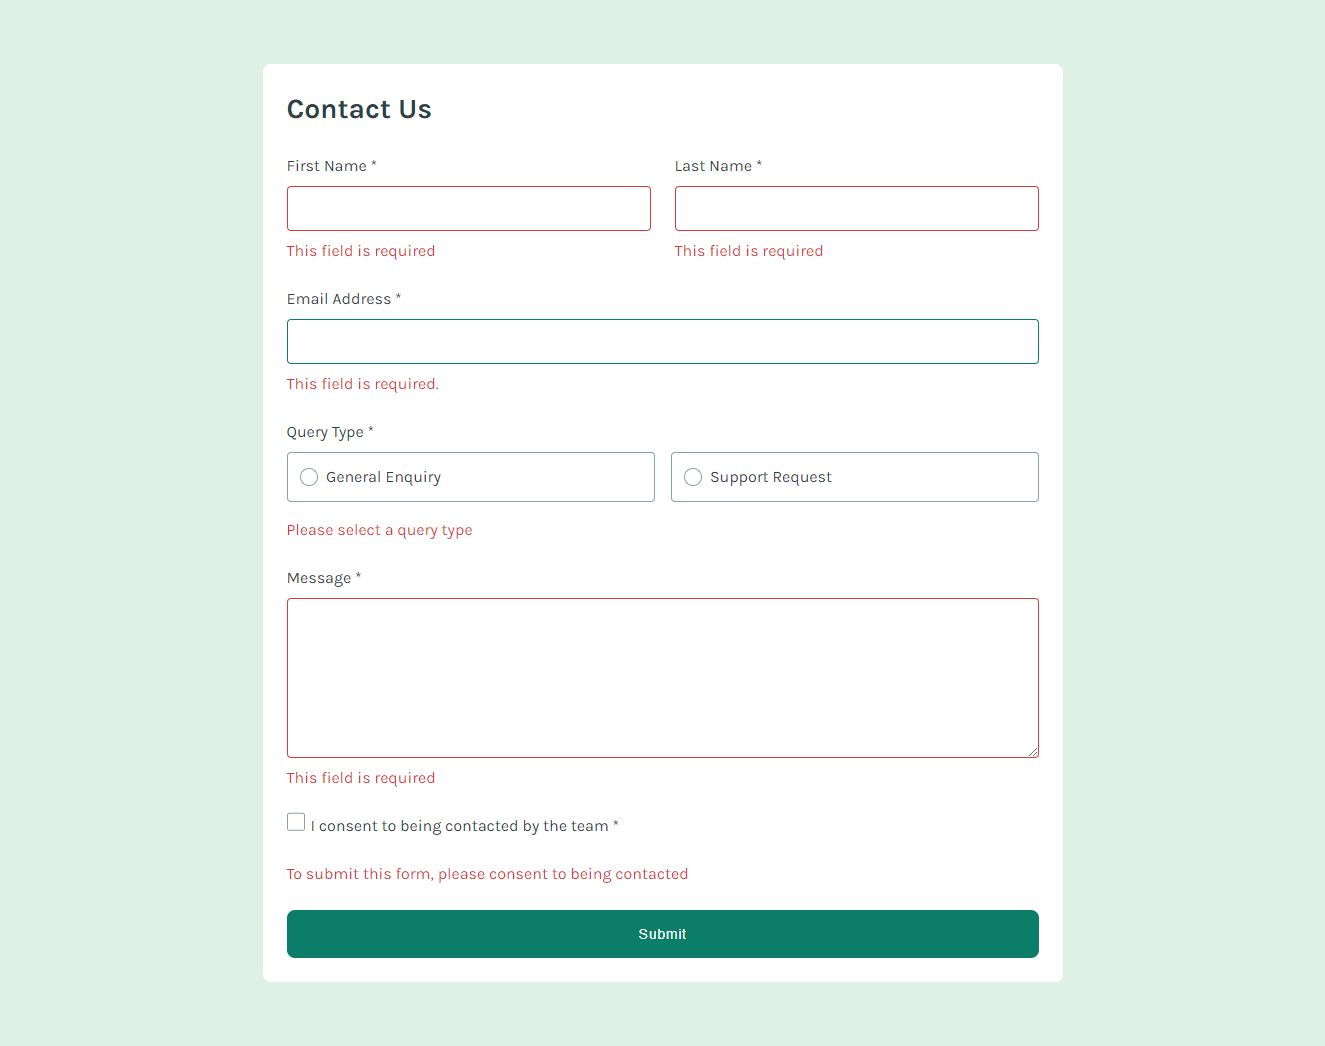 Contact Us
First Name *
Last Name *
This field is required
This field is required
Email Address *
This field is required.
Query Type *
General Enquiry
Support Request
Please select a query type
Message *
This field is required
I consent to being contacted by the team *
To submit this form, please consent to being contacted
Submit